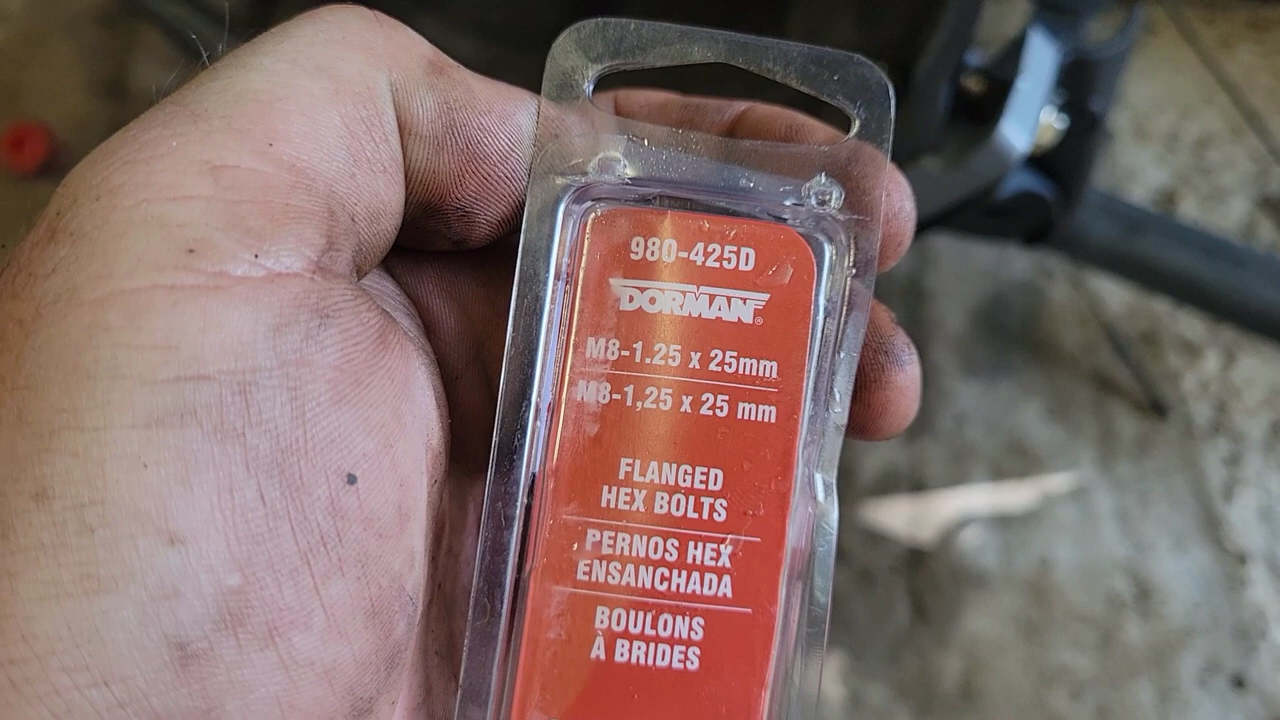 980-425D
DORMAN®
M8-1.25 x 25mm
M8-1,25 x 25 mm
FLANGED
HEX BOLTS
PERNOS HEX
ENSANCHADA
BOULONS
À BRIDES